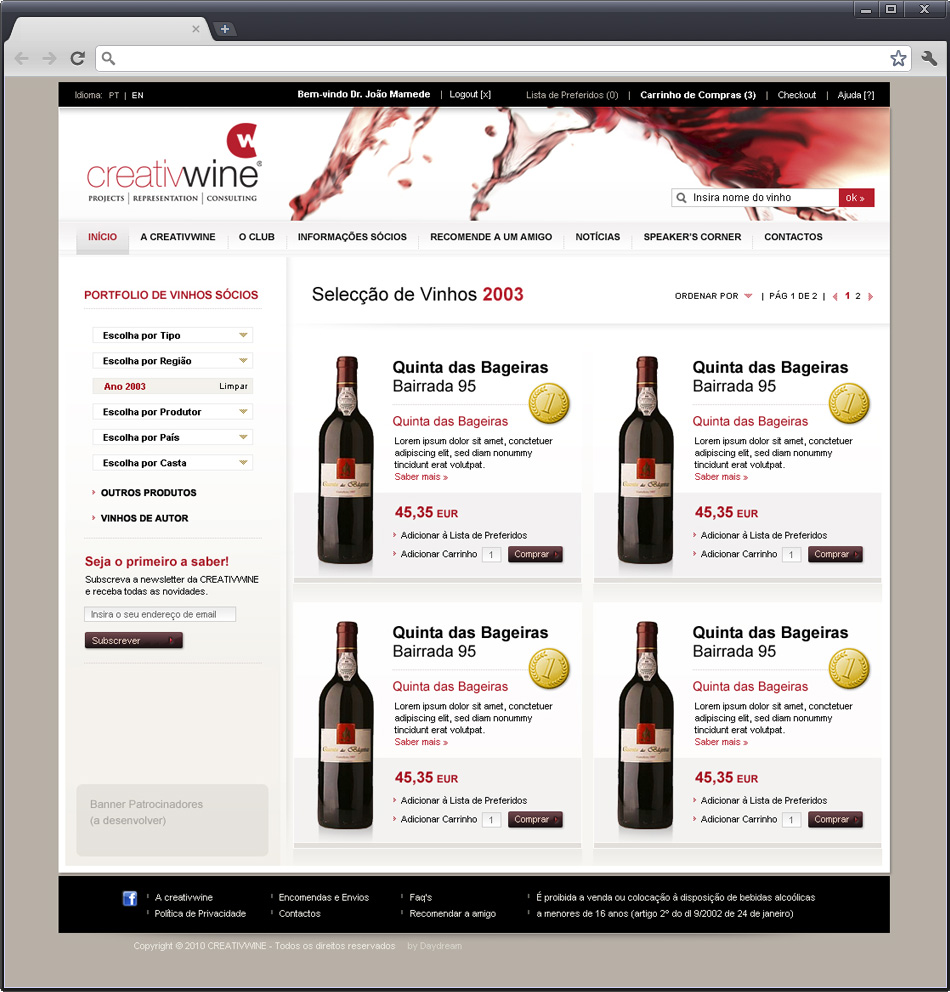 Idioma: PT | EN
Bem-vindo Dr. João Mamede | Logout [x]
Lista de Preferidos (0) | Carrinho de Compras (3) | Checkout | Ajuda [?]
creativwine®
PROJECTS | REPRESENTATION | CONSULTING
Insira nome do vinho ok »
INÍCIO A CREATIVWINE O CLUB INFORMAÇÕES SÓCIOS RECOMENDE A UM AMIGO NOTÍCIAS SPEAKER'S CORNER CONTACTOS
PORTFOLIO DE VINHOS SÓCIOS
Escolha por Tipo
Escolha por Região
Ano 2003 Limpar
Escolha por Produtor
Escolha por País
Escolha por Casta
OUTROS PRODUTOS
VINHOS DE AUTOR
Seja o primeiro a saber!
Subscreva a newsletter da CREATIVWINE
e receba todas as novidades.
Insira o seu endereço de email
Subscrever
Banner Patrocinadores
(a desenvolver)
Selecção de Vinhos 2003
ORDENAR POR | PÁG 1 DE 2 | 1 2
Quinta das Bageiras
Bairrada 95
1
Quinta das Bageiras
Lorem ipsum dolor sit amet, conctetuer
adipiscing elit, sed diam nonummy
tincidunt erat volutpat.
Saber mais »
45,35 EUR
Adicionar à Lista de Preferidos
Adicionar Carrinho 1 Comprar
Quinta das Bageiras
Bairrada 95
1
Quinta das Bageiras
Lorem ipsum dolor sit amet, conctetuer
adipiscing elit, sed diam nonummy
tincidunt erat volutpat.
Saber mais »
45,35 EUR
Adicionar à Lista de Preferidos
Adicionar Carrinho 1 Comprar
Quinta das Bageiras
Bairrada 95
1
Quinta das Bageiras
Lorem ipsum dolor sit amet, conctetuer
adipiscing elit, sed diam nonummy
tincidunt erat volutpat.
Saber mais »
45,35 EUR
Adicionar à Lista de Preferidos
Adicionar Carrinho 1 Comprar
Quinta das Bageiras
Bairrada 95
1
Quinta das Bageiras
Lorem ipsum dolor sit amet, conctetuer
adipiscing elit, sed diam nonummy
tincidunt erat volutpat.
Saber mais »
45,35 EUR
Adicionar à Lista de Preferidos
Adicionar Carrinho 1 Comprar
A creativwine Encomendas e Envios Faq's É proibida a venda ou colocação à disposição de bebidas alcoólicas
Política de Privacidade Contactos Recomendar a amigo a menores de 16 anos (artigo 2º do dl 9/2002 de 24 de janeiro)
Copyright © 2010 CREATIVWINE - Todos os direitos reservados by Daydream